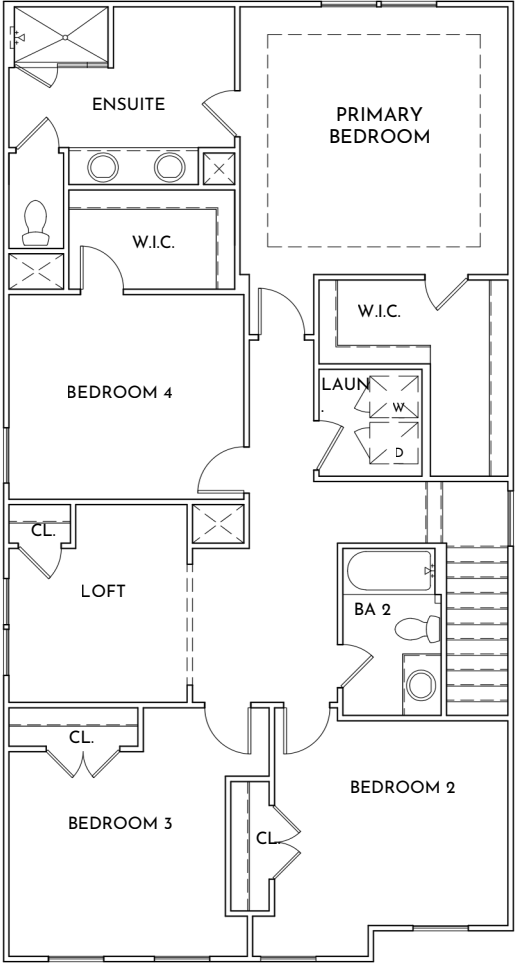 ENSUITE
PRIMARY
BEDROOM
W.I.C.
W.I.C.
LAUN
.
W
D
BEDROOM 4
CL.
LOFT
BA 2
CL.
BEDROOM 3
BEDROOM 2
CL.